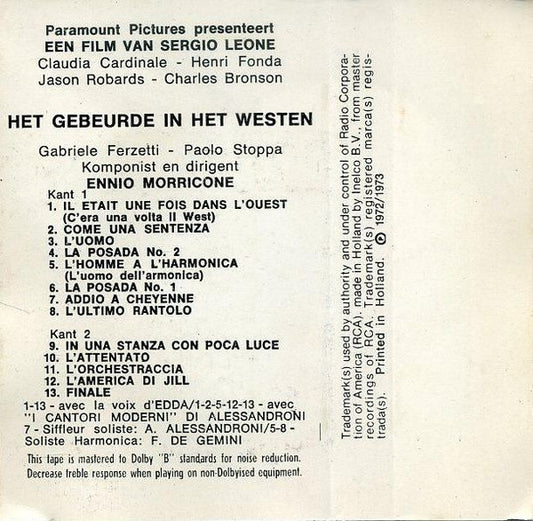 Paramount Pictures presenteert
EEN FILM VAN SERGIO LEONE
Claudia Cardinale - Henri Fonda
Jason Robards - Charles Bronson
HET GEBEURDE IN HET WESTEN
Gabriele Ferzetti - Paolo Stoppa
Komponist en dirigent
ENNIO MORRICONE
Kant 1
1. IL ETAIT UNE FOIS DANS L'OUEST
(C'era una volta Il West)
2. COME UNA SENTENZA
3. L'UOMO
4. LA POSADA No. 2
5. L'HOMME A L'HARMONICA
(L'uomo dell'armonica)
6. LA POSADA No. 1
7. ADDIO A CHEYENNE
8. L'ULTIMO RANTOLO
Kant 2
9. IN UNA STANZA CON POCA LUCE
10. L'ATTENTATO
11. L'ORCHESTRACCIA
12. L'AMERICA DI JILL
13. FINALE
1-13 - avec la voix d'EDDA/1-2-5-12-13 - avec
"I CANTORI MODERNI" DI ALESSANDRONI
7 - Siffleur soliste: A. ALESSANDRONI/5-8 -
Soliste Harmonica: F. DE GEMINI
This tape is mastered to Dolby "B" standards for noise reduction.
Decrease treble response when playing on non-Dolbyised equipment.
Trademark(s) used by authority and under control of Radio Corpora-
tion of America (RCA). made in Holland by Inelco B.V., from master
recordings of RCA. Trademark(s) registered marca(s) regis-
trada(s). Printed in Holland. ℗ 1972/1973